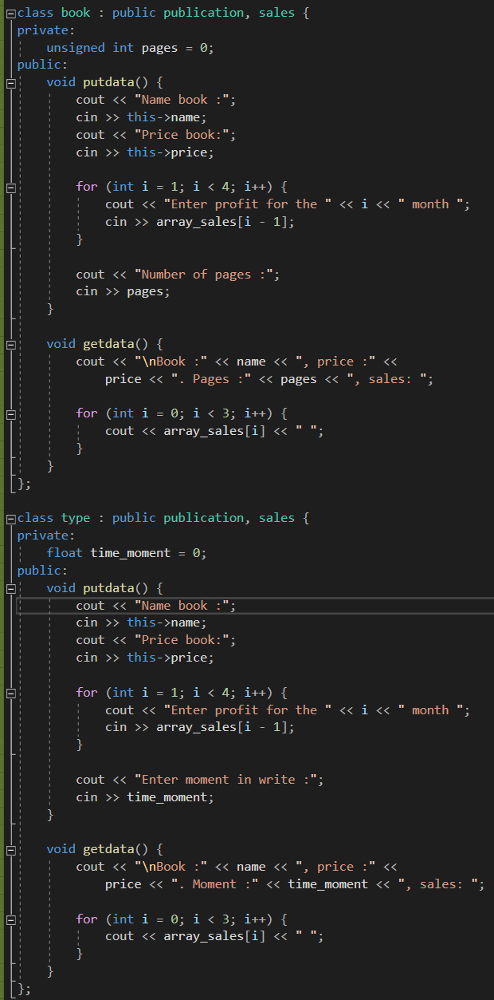 class book : public publication, sales {
private:
    unsigned int pages = 0;
public:
    void putdata() {
        cout << "Name book :";
        cin >> this->name;
        cout << "Price book:";
        cin >> this->price;

        for (int i = 1; i < 4; i++) {
            cout << "Enter profit for the " << i << " month ";
            cin >> array_sales[i - 1];
        }

        cout << "Number of pages :";
        cin >> pages;
    }

    void getdata() {
        cout << "\nBook :" << name << ", price :" <<
            price << ". Pages :" << pages << ", sales: ";

        for (int i = 0; i < 3; i++) {
            cout << array_sales[i] << " ";
        }
    }
};

class type : public publication, sales {
private:
    float time_moment = 0;
public:
    void putdata() {
        cout << "Name book :";
        cin >> this->name;
        cout << "Price book:";
        cin >> this->price;

        for (int i = 1; i < 4; i++) {
            cout << "Enter profit for the " << i << " month ";
            cin >> array_sales[i - 1];
        }

        cout << "Enter moment in write :";
        cin >> time_moment;
    }

    void getdata() {
        cout << "\nBook :" << name << ", price :" <<
            price << ". Moment :" << time_moment << ", sales: ";

        for (int i = 0; i < 3; i++) {
            cout << array_sales[i] << " ";
        }
    }
};